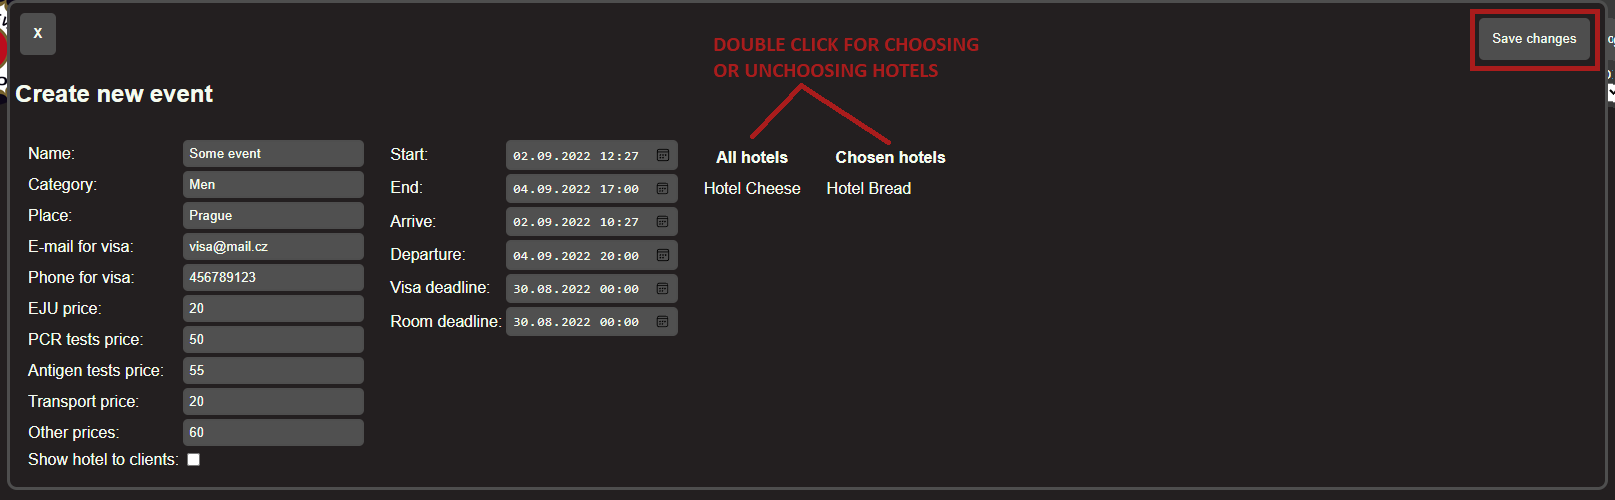 X
DOUBLE CLICK FOR CHOOSING
OR UNCHOOSING HOTELS
Save changes
Create new event
Name: Some event
Category: Men
Place: Prague
E-mail for visa: visa@mail.cz
Phone for visa: 456789123
EJU price: 20
PCR tests price: 50
Antigen tests price: 55
Transport price: 20
Other prices: 60
Show hotel to clients:
Start: 02.09.2022 12:27
End: 04.09.2022 17:00
Arrive: 02.09.2022 10:27
Departure: 04.09.2022 20:00
Visa deadline: 30.08.2022 00:00
Room deadline: 30.08.2022 00:00
All hotels Chosen hotels
Hotel Cheese Hotel Bread